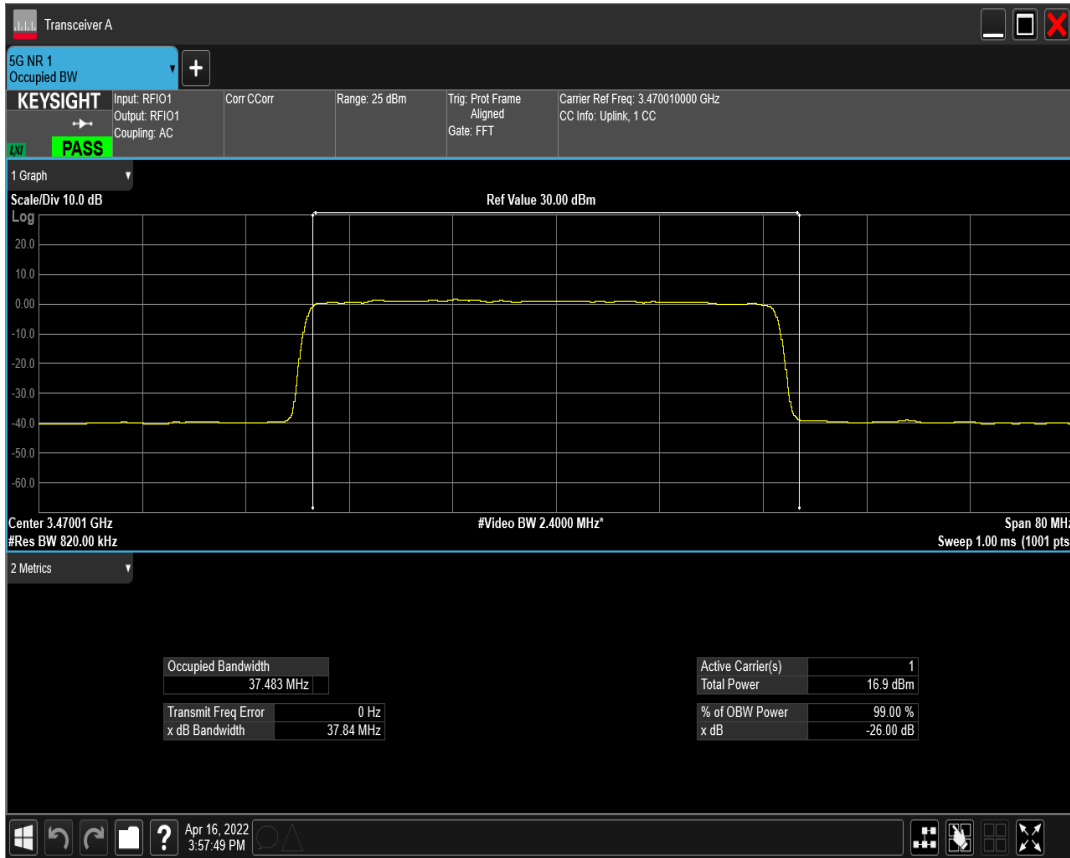 Transceiver A
5G NR 1
Occupied BW
+
KEYSIGHT
LXI
PASS
Input: RFIO1
Output: RFIO1
Coupling: AC
Corr CCorr
Range: 25 dBm
Trig: Prot Frame
Aligned
Gate: FFT
Carrier Ref Freq: 3.470010000 GHz
CC Info: Uplink, 1 CC
1 Graph
Scale/Div 10.0 dB
Ref Value 30.00 dBm
Log
20.0
10.0
0.00
-10.0
-20.0
-30.0
-40.0
-50.0
-60.0
Center 3.47001 GHz
#Video BW 2.4000 MHz*
Span 80 MHz
#Res BW 820.00 kHz
Sweep 1.00 ms (1001 pts
2 Metrics
Occupied Bandwidth
37.483 MHz
Transmit Freq Error 0 Hz
x dB Bandwidth 37.84 MHz
Active Carrier(s) 1
Total Power 16.9 dBm
% of OBW Power 99.00 %
x dB -26.00 dB
?
Apr 16, 2022
3:57:49 PM